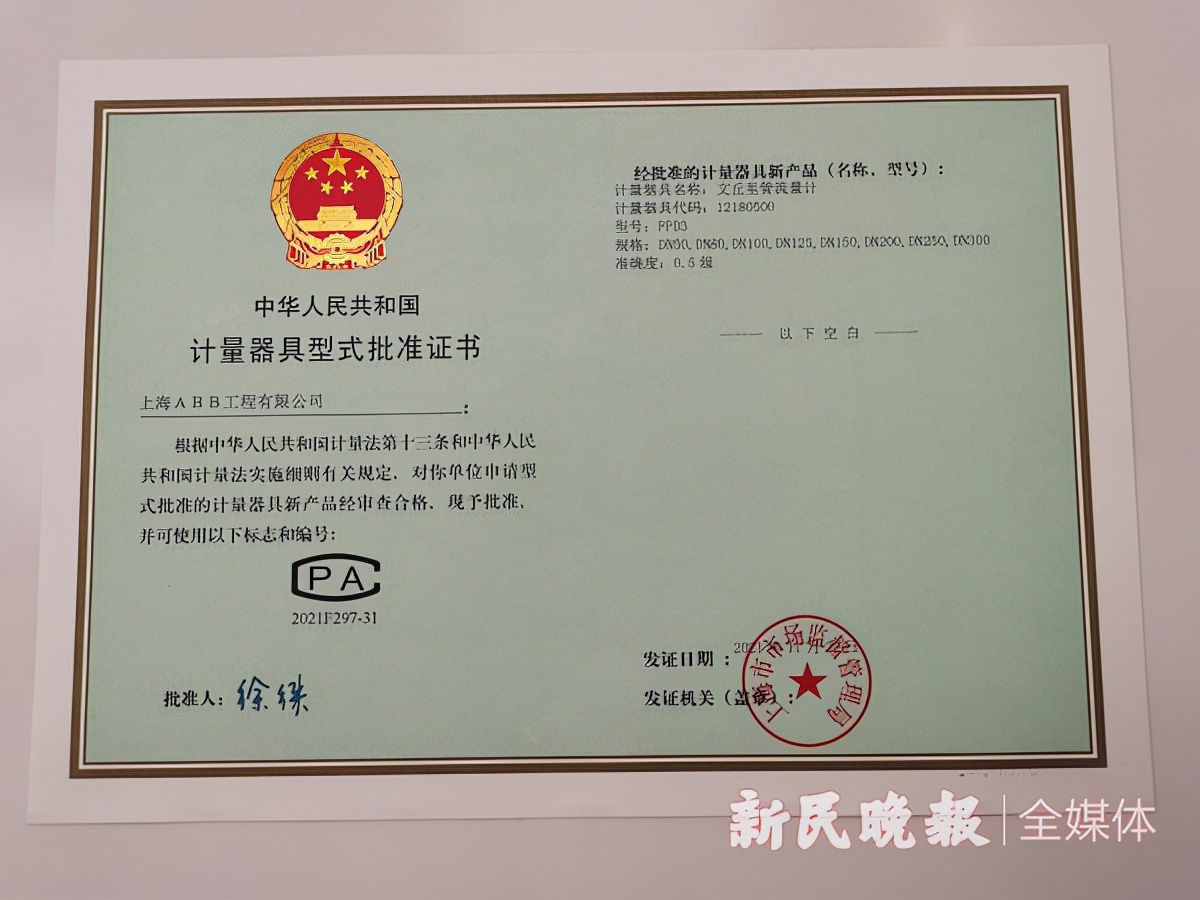 中华人民共和国
计量器具型式批准证书
上海ABB工程有限公司：
根据中华人民共和国计量法第十三条和中华人民
共和国计量法实施细则有关规定，对你单位申请型
式批准的计量器具新产品经审查合格，现予批准，
并可使用以下标志和编号：
CPA
2021F297-31
批准人：
经批准的计量器具新产品（名称、型号）：
计量器具名称：文丘里管流量计
计量器具代码：12180500
型号：FPD3
规格：DN100, DN125, DN150, DN200, DN250, DN300
准确度：0.5 级
以下空白
发证日期：
发证机关（盖章）：
上海市市场监督管理局
新民晚报|全媒体